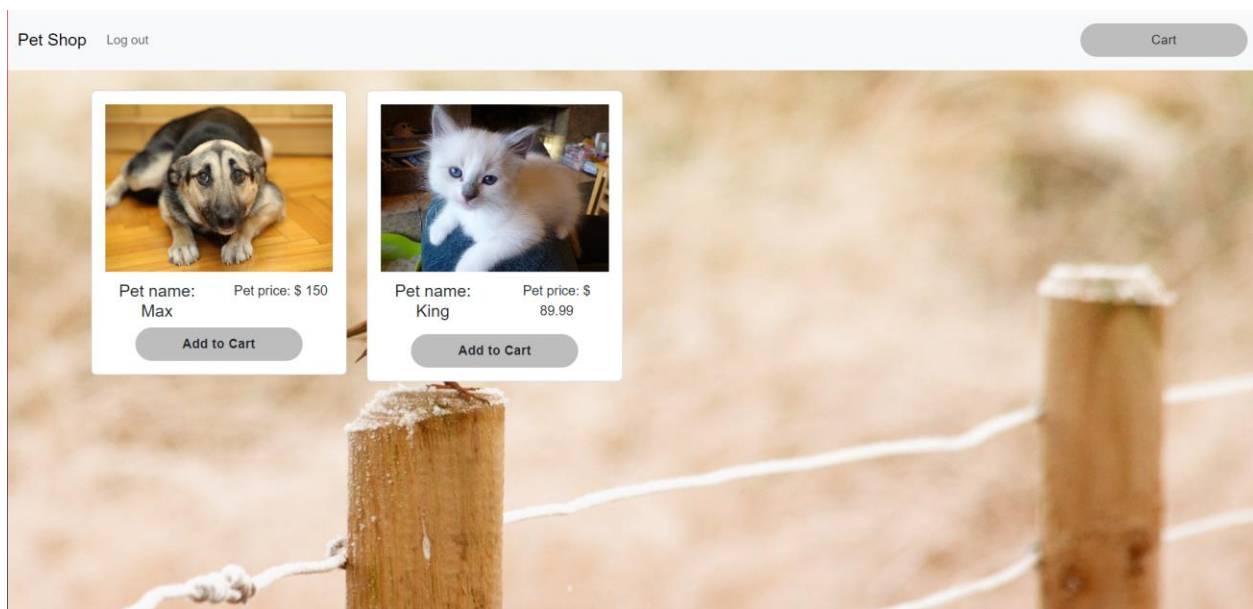 Pet Shop Log out Cart
Pet name:
Max
Pet price: $ 150
Add to Cart
Pet name:
King
Pet price: $
89.99
Add to Cart